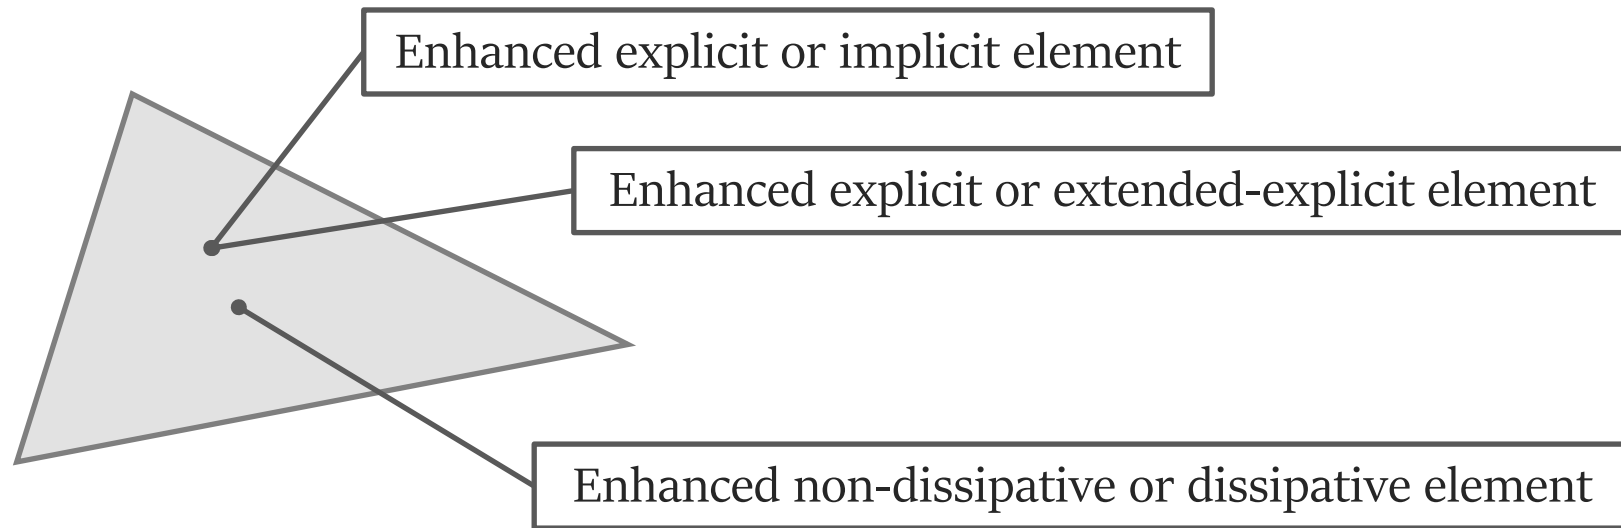 Enhanced explicit or implicit element
Enhanced explicit or extended-explicit element
Enhanced non-dissipative or dissipative element